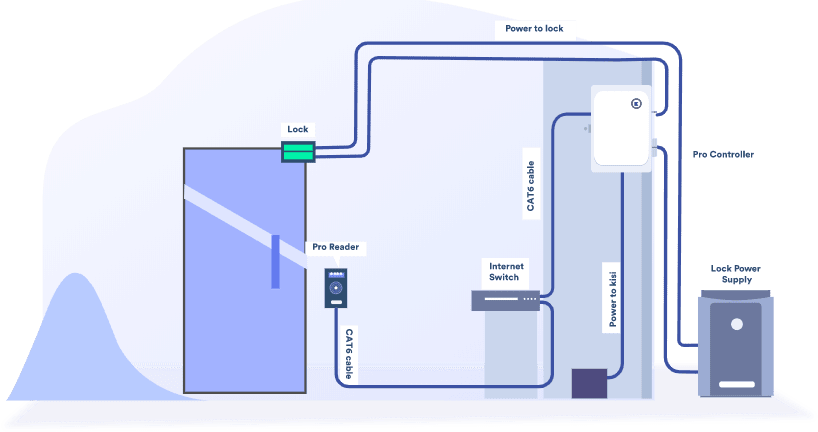 Power to lock
Lock
Pro Controller
CAT6 cable
Pro Reader
Internet
Switch
Power to kisi
Lock Power
Supply
CAT6 cable